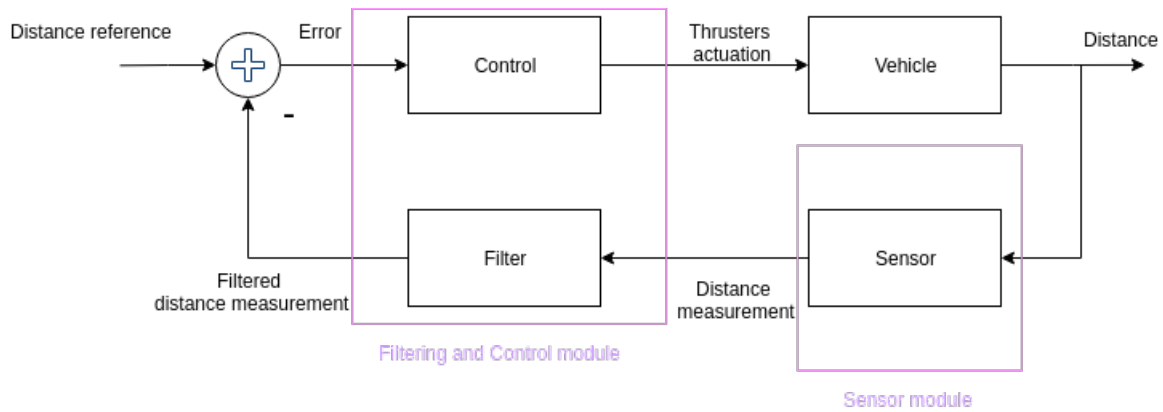 Distance reference
Error
Control
Thrusters
actuation
Vehicle
Distance
-
Filtered
distance measurement
Filter
Distance
measurement
Sensor
Filtering and Control module
Sensor module